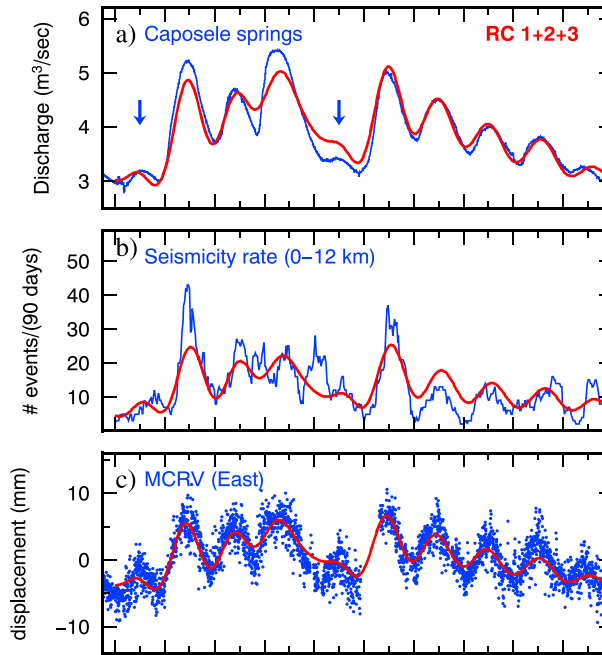 a) Caposele springs
RC 1+2+3
Discharge (m³/sec)
6
5
4
3
b) Seismicity rate (0–12 km)
# events/(90 days)
50
40
30
20
10
c) MCRV (East)
displacement (mm)
10
0
−10